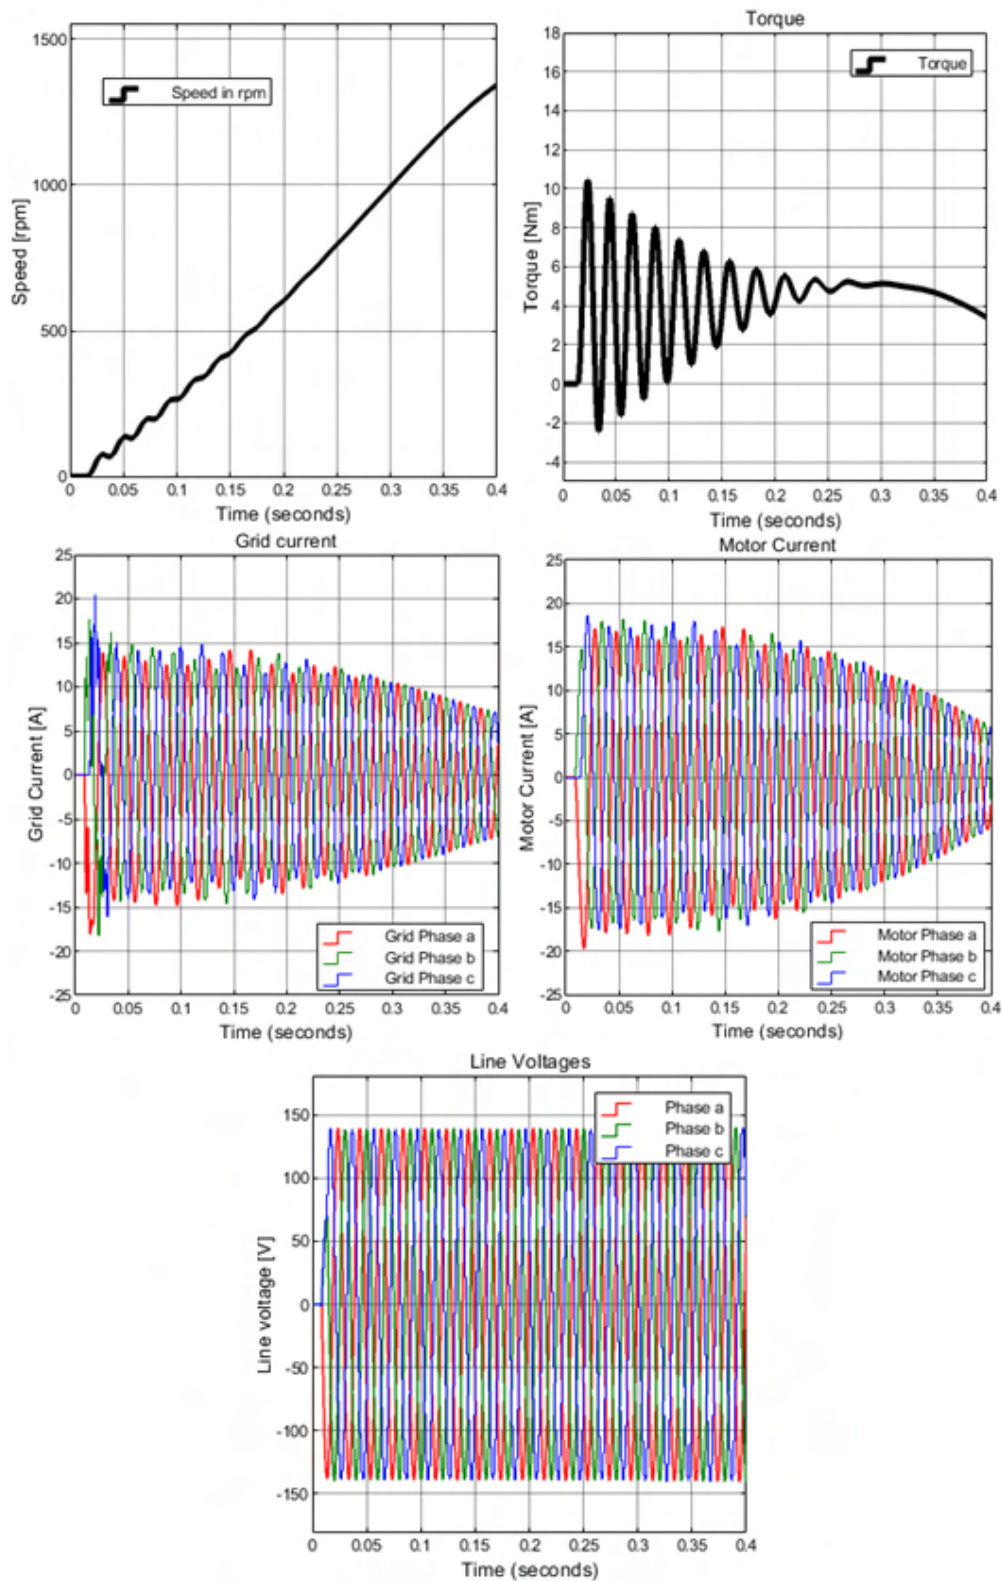 1500
1000
500
0
Speed [rpm]
Speed in rpm
0 0.05 0.1 0.15 0.2 0.25 0.3 0.35 0.4
Time (seconds)
Torque
18
16
14
12
10
8
6
4
2
0
-2
-4
Torque [Nm]
Torque
0 0.05 0.1 0.15 0.2 0.25 0.3 0.35 0.4
Time (seconds)
Grid current
25
20
15
10
5
0
-5
-10
-15
-20
-25
Grid Current [A]
Grid Phase a
Grid Phase b
Grid Phase c
0 0.05 0.1 0.15 0.2 0.25 0.3 0.35 0.4
Time (seconds)
Motor Current
25
20
15
10
5
0
-5
-10
-15
-20
-25
Motor Current [A]
Motor Phase a
Motor Phase b
Motor Phase c
0 0.05 0.1 0.15 0.2 0.25 0.3 0.35 0.4
Time (seconds)
Line Voltages
150
100
50
0
-50
-100
-150
Line voltage [V]
Phase a
Phase b
Phase c
0 0.05 0.1 0.15 0.2 0.25 0.3 0.35 0.4
Time (seconds)